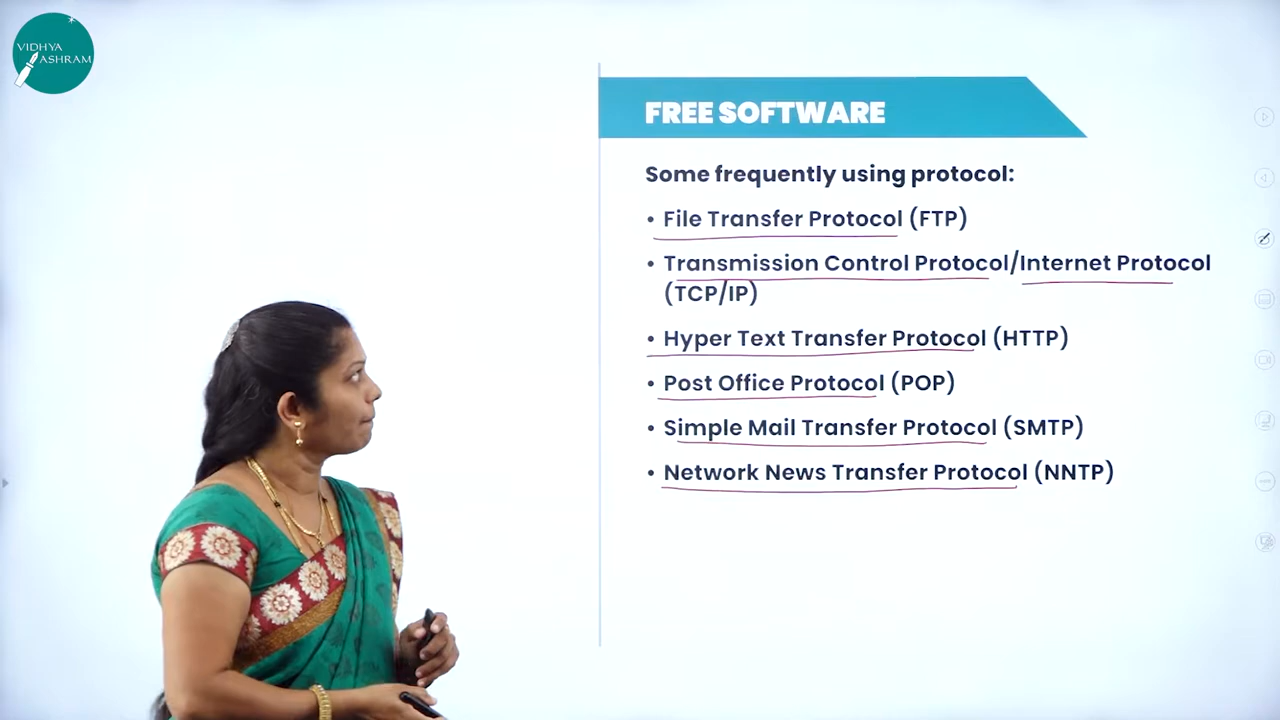 VIDHYA
ASHRAM
FREE SOFTWARE
Some frequently using protocol:
• File Transfer Protocol (FTP)
• Transmission Control Protocol/Internet Protocol
(TCP/IP)
• Hyper Text Transfer Protocol (HTTP)
• Post Office Protocol (POP)
• Simple Mail Transfer Protocol (SMTP)
• Network News Transfer Protocol (NNTP)